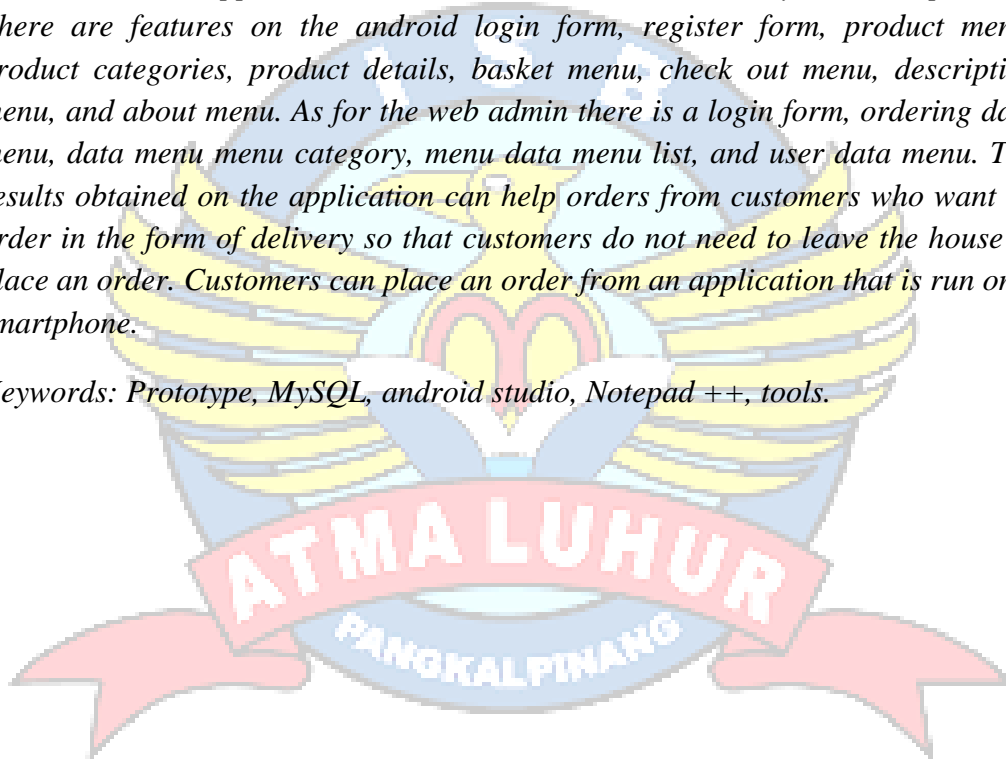 there are features on the android login form, register form, product menu
product categories, product details, basket menu, check out menu, descripti
menu, and about menu. As for the web admin there is a login form, ordering da
menu, data menu menu category, menu data menu list, and user data menu. T
results obtained on the application can help orders from customers who want
order in the form of delivery so that customers do not need to leave the house
place an order. Customers can place an order from an application that is run on
smartphone.
Keywords: Prototype, MySQL, android studio, Notepad ++, tools.
I S B
ATMA LUHUR
PANGKALPINANG